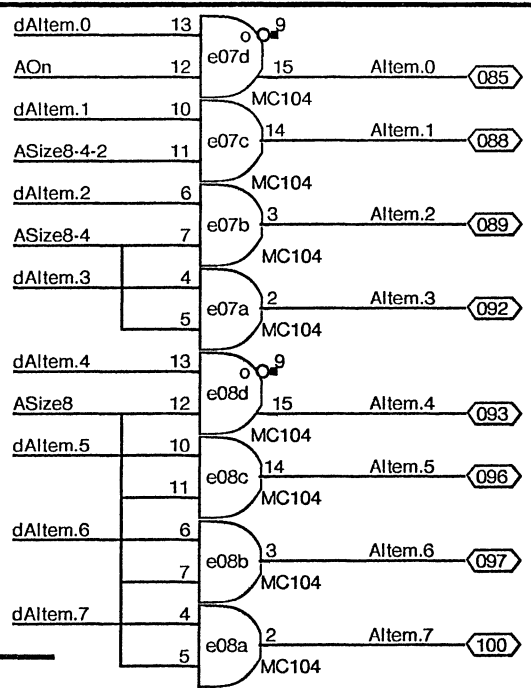 dAItem.0 13 o 9
e07d
AOn 12 15 AItem.0 085
MC104
dAItem.1 10
e07c 14 AItem.1 088
ASize8-4-2 11
MC104
dAItem.2 6
e07b 3 AItem.2 089
ASize8-4 7
MC104
dAItem.3 4
e07a 2 AItem.3 092
5 MC104
dAItem.4 13 o 9
e08d
ASize8 12 15 AItem.4 093
MC104
dAItem.5 10
e08c 14 AItem.5 096
11 MC104
dAItem.6 6
e08b 3 AItem.6 097
7 MC104
dAItem.7 4
e08a 2 AItem.7 100
5 MC104